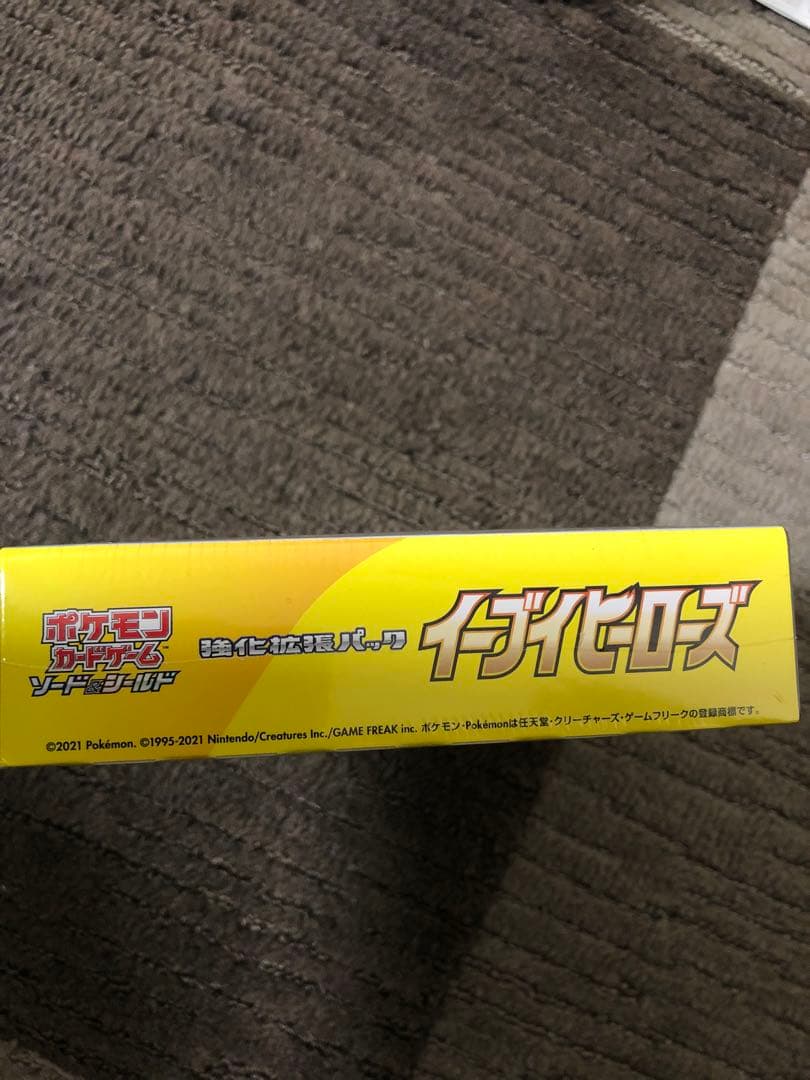 ポケモン
カードゲーム™
ソード&シールド
強化拡張パック
イーブイヒーローズ
©2021 Pokémon. ©1995-2021 Nintendo/Creatures Inc./GAME FREAK inc. ポケモン・Pokémonは任天堂・クリーチャーズ・ゲームフリークの登録商標です。